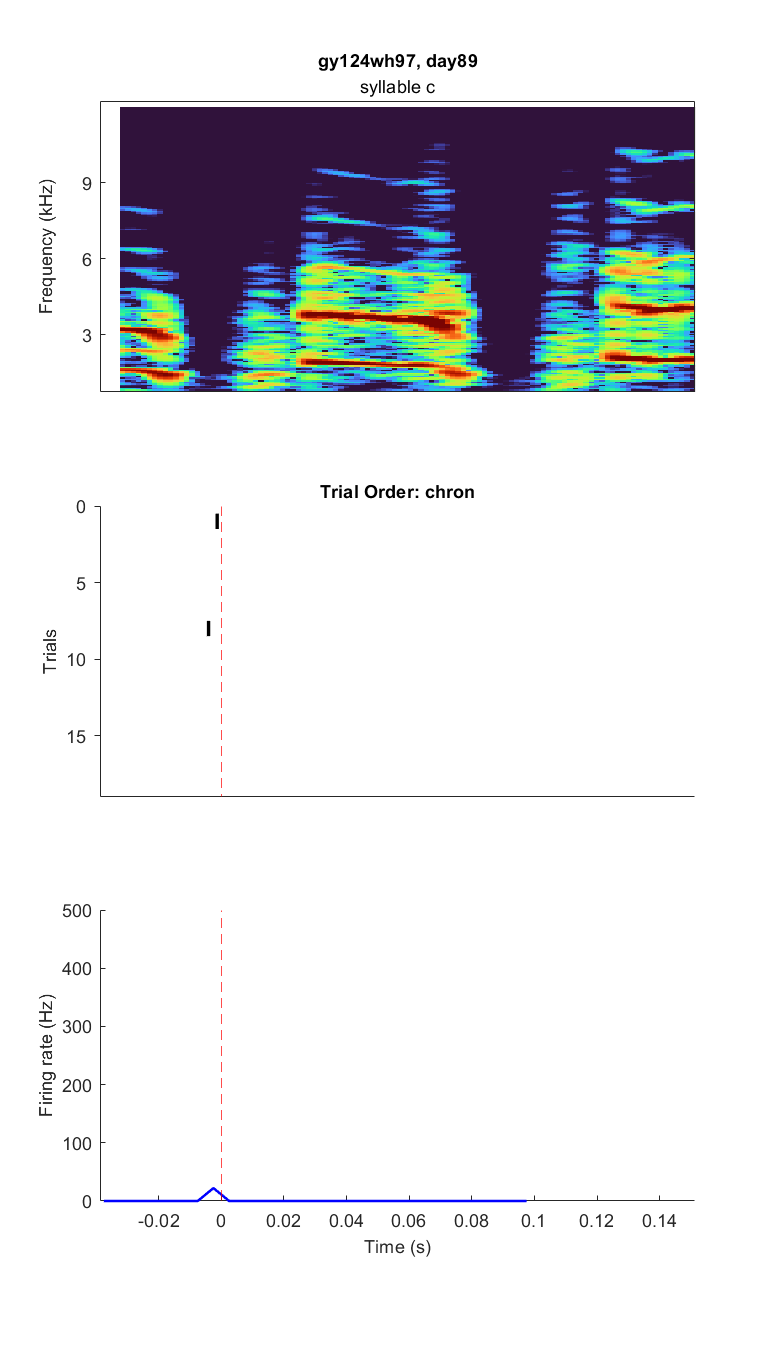 gy124wh97, day89
syllable c
Frequency (kHz)
9
6
3
Trial Order: chron
Trials
0
5
10
15
Firing rate (Hz)
500
400
300
200
100
0
-0.02 0 0.02 0.04 0.06 0.08 0.1 0.12 0.14
Time (s)